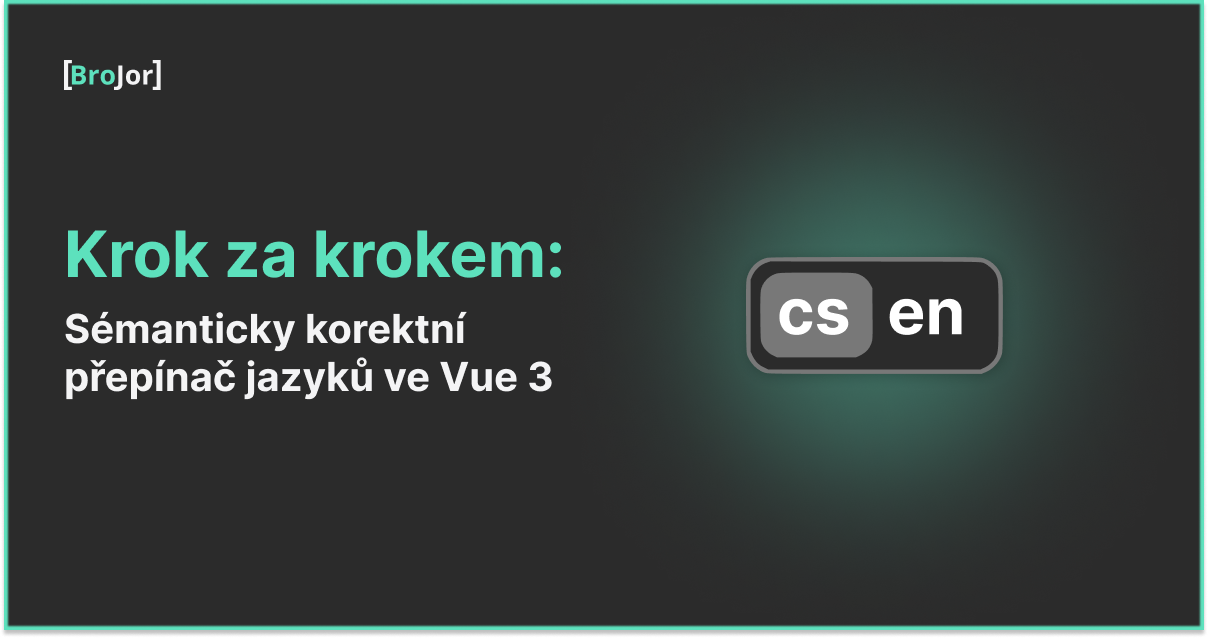 [BroJor]
Krok za krokem:
Sémanticky korektní
přepínač jazyků ve Vue 3
cs en